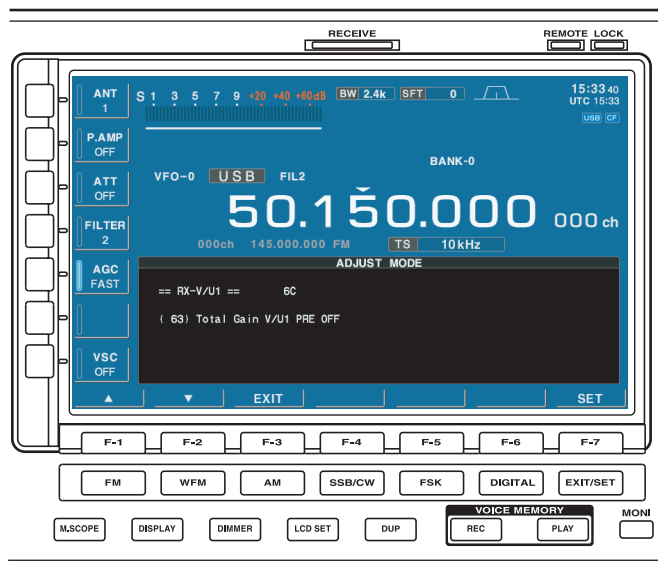 RECEIVE REMOTE LOCK
ANT
1
S 1 3 5 7 9 +20 +40 +60dB BW 2.4k SFT 0
15:33 40
UTC 15:33
USB CF
P.AMP
OFF
BANK-0
ATT
OFF
VFO-0 USB FIL2
50.150.000 000 ch
FILTER
2
000ch 145.000.000 FM TS 10kHz
ADJUST MODE
AGC
FAST
== RX-V/U1 == 6C
( 63) Total Gain V/U1 PRE OFF
VSC
OFF
▲ ▼ EXIT SET
F-1 F-2 F-3 F-4 F-5 F-6 F-7
FM WFM AM SSB/CW FSK DIGITAL EXIT/SET
VOICE MEMORY MONI
M.SCOPE DISPLAY DIMMER LCD SET DUP REC PLAY